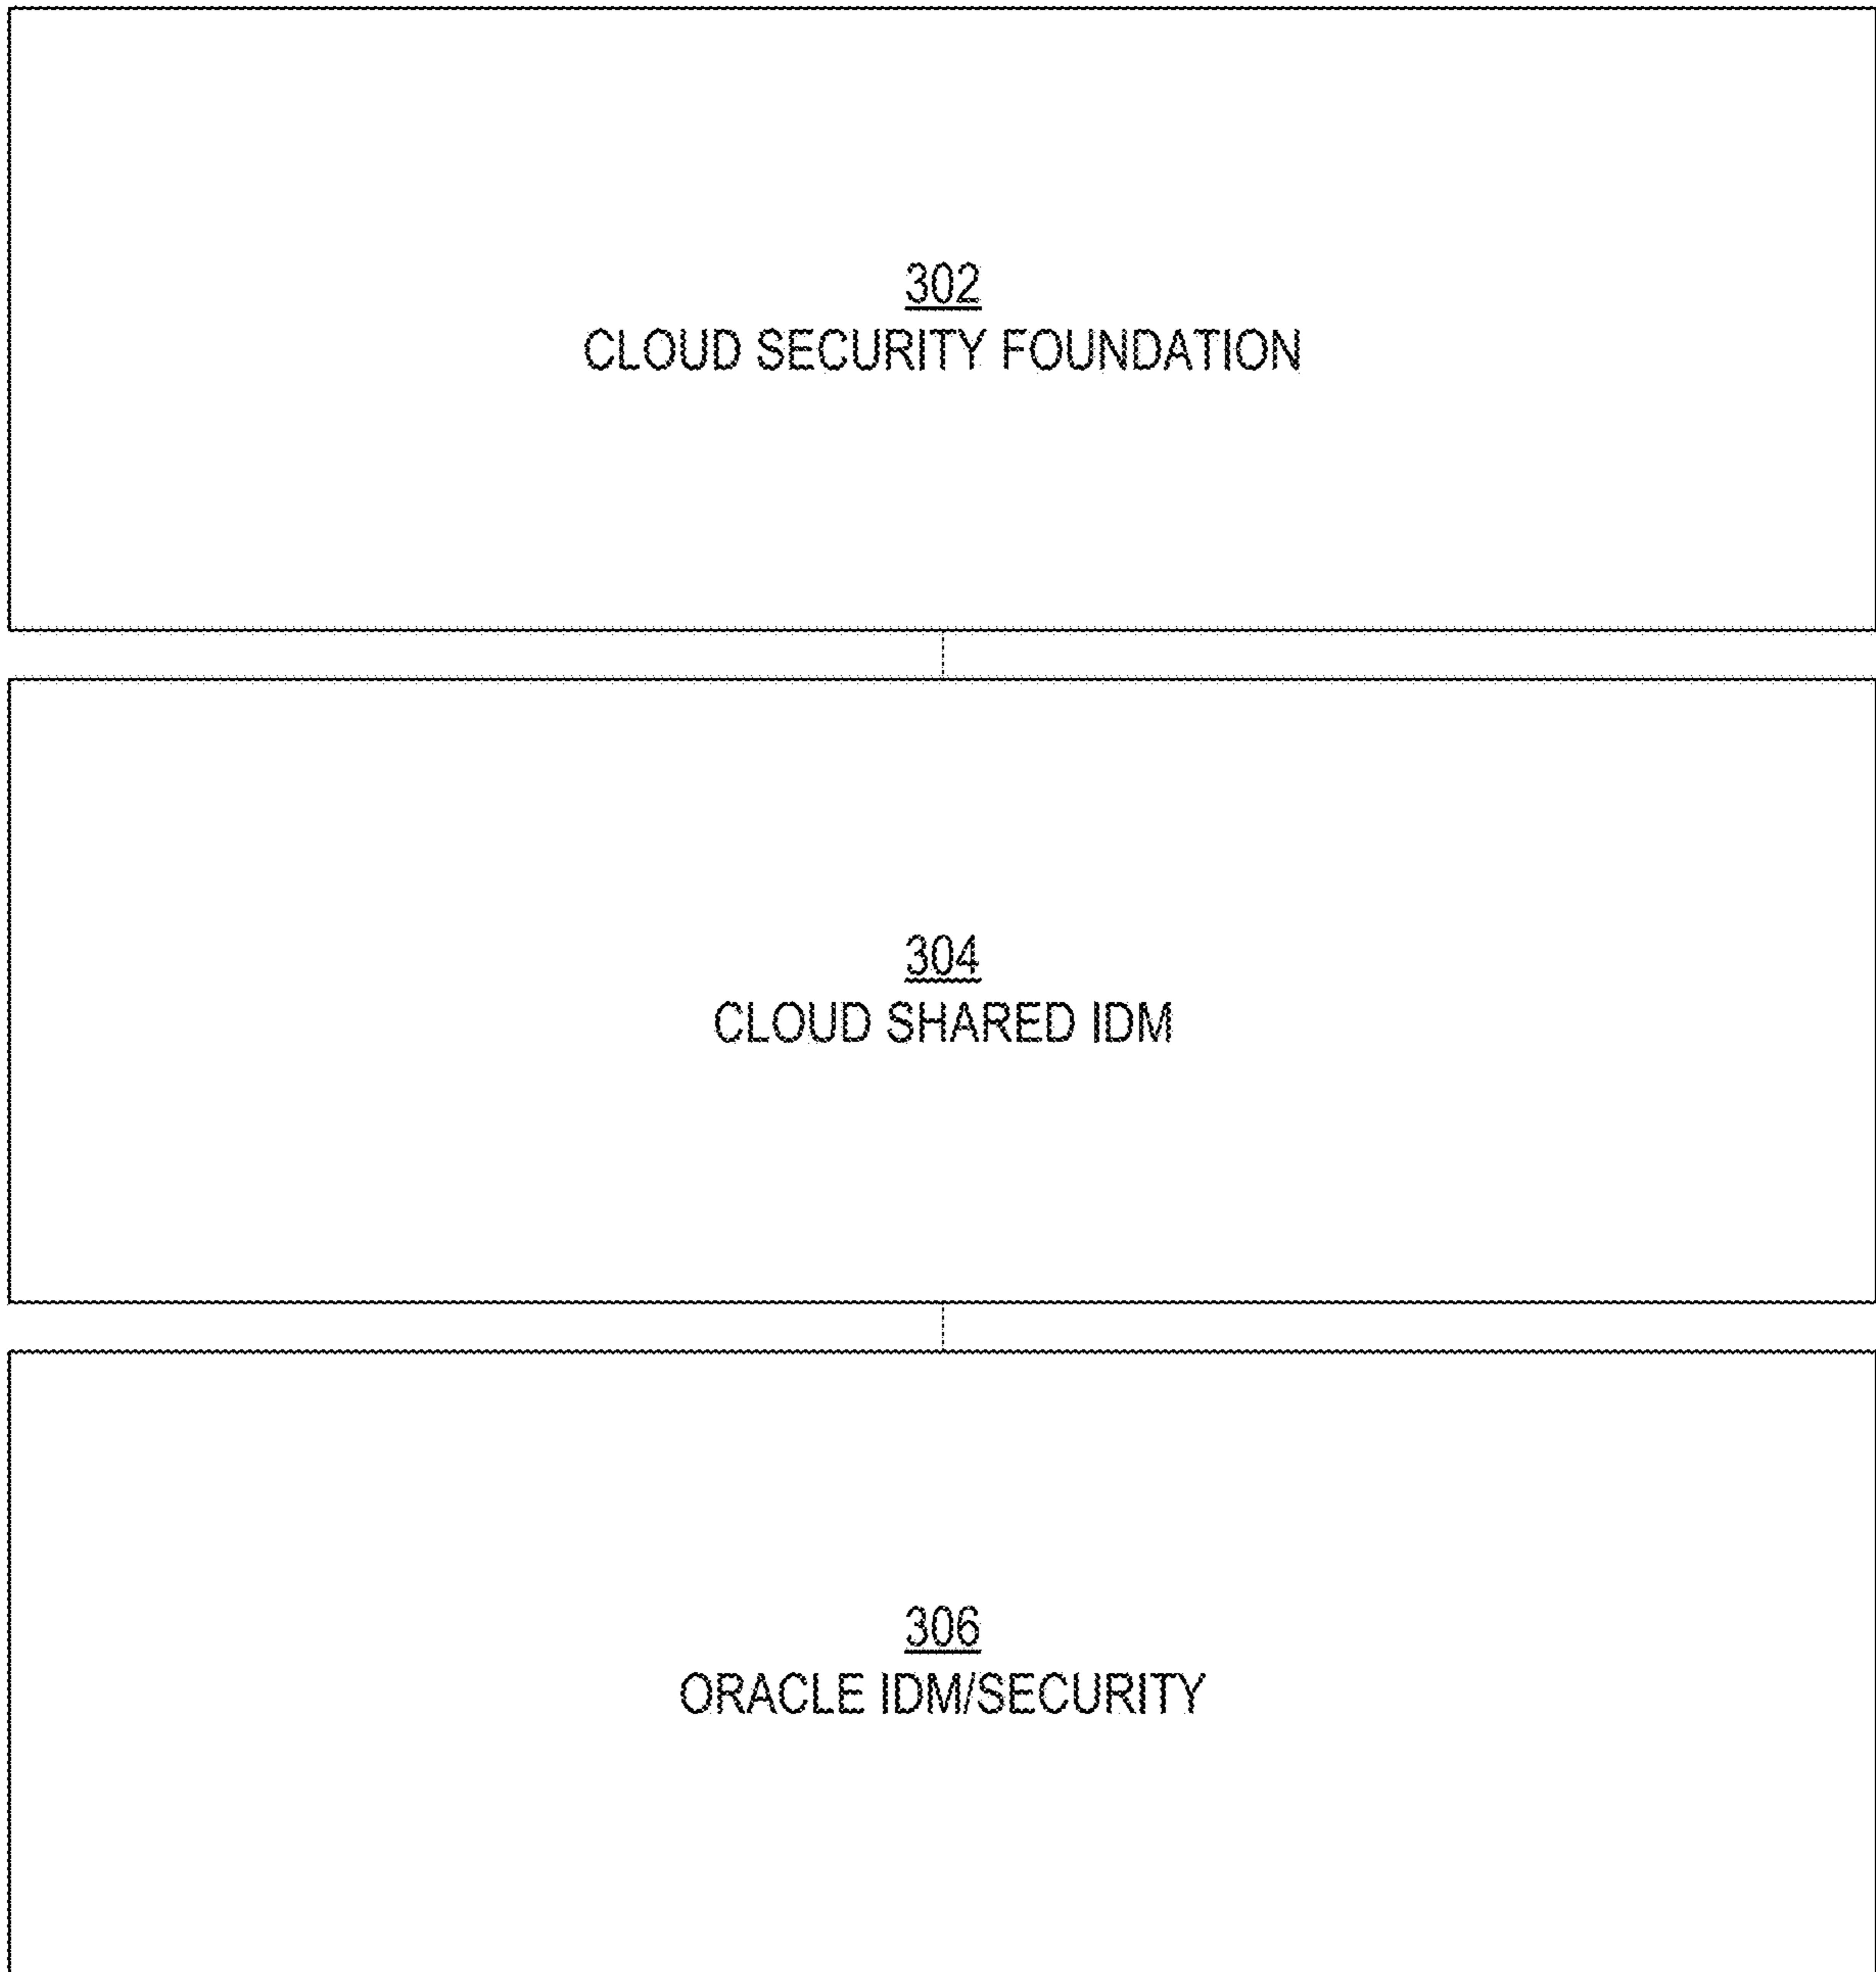 302
CLOUD SECURITY FOUNDATION
304
CLOUD SHARED IDM
306
ORACLE IDM/SECURITY